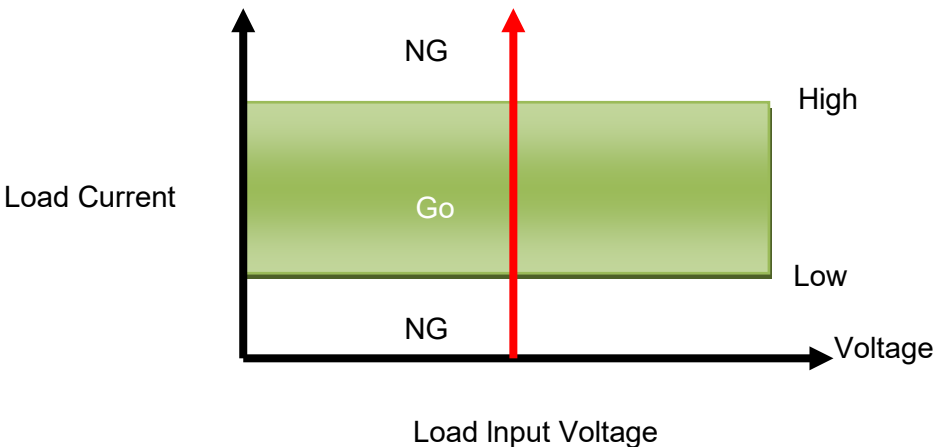 NG
High
Load Current
Go
Low
NG
Voltage
Load Input Voltage